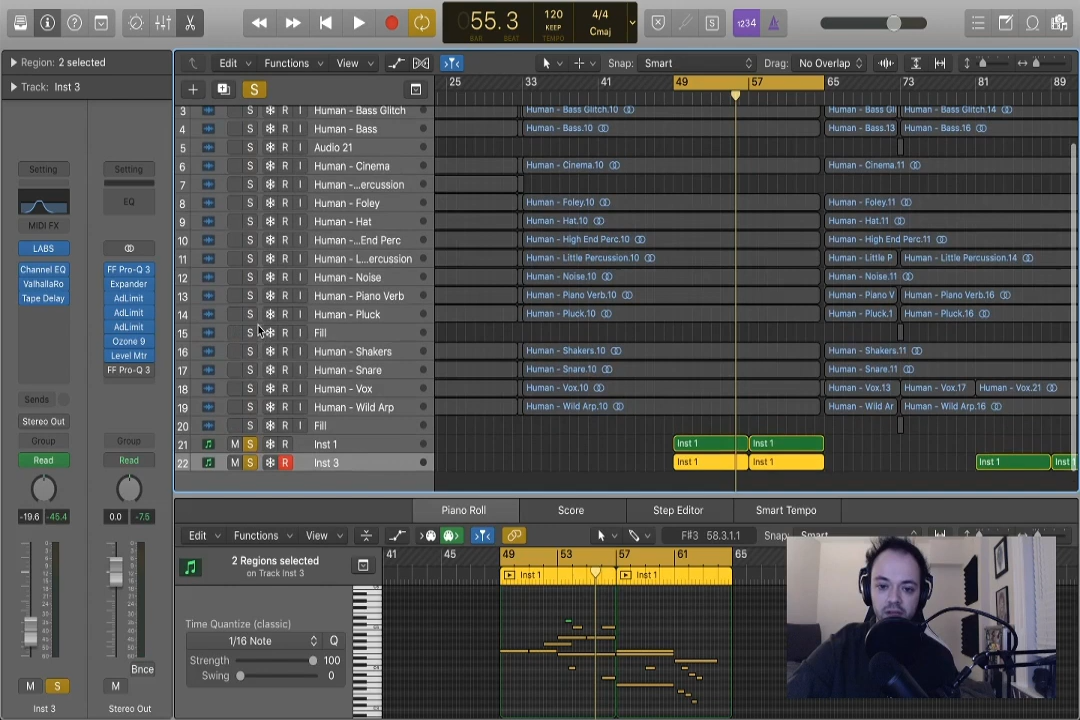 55.3
BAR BEAT
120
KEEP
TEMPO
4/4
Cmaj
S
1234
Region: 2 selected
Track: Inst 3
Edit
Functions
View
Snap: Smart
Drag: No Overlap
S
25 33 41 49 57 65 73 81 89
3 S R I Human - Bass Glitch
Human - Bass Glitch.10
Human - Bass Gli
Human - Bass Glitch.14
4 S R I Human - Bass
Human - Bass.10
Human - Bass.13
Human - Bass.16
5 S R I Audio 21
6 S R I Human - Cinema
Human - Cinema.10
Human - Cinema.11
7 S R I Human -...ercussion
8 S R I Human - Foley
Human - Foley.10
Human - Foley.11
9 S R I Human - Hat
Human - Hat.10
Human - Hat.11
10 S R I Human -...End Perc
Human - High End Perc.10
Human - High End Perc.11
11 S R I Human - L...ercussion
Human - Little Percussion.10
Human - Little P
Human - Little Percussion.14
12 S R I Human - Noise
Human - Noise.10
Human - Noise.11
13 S R I Human - Piano Verb
Human - Piano Verb.10
Human - Piano V
Human - Piano Verb.16
14 S R I Human - Pluck
Human - Pluck.10
Human - Pluck.1
Human - Pluck.16
15 S R I Fill
16 S R I Human - Shakers
Human - Shakers.10
Human - Shakers.11
17 S R I Human - Snare
Human - Snare.10
Human - Snare.11
18 S R I Human - Vox
Human - Vox.10
Human - Vox.13
Human - Vox.17
Human - Vox.21
19 S R I Human - Wild Arp
Human - Wild Arp.10
Human - Wild Ar
Human - Wild Arp.16
20 S R I Fill
21 M S R Inst 1
Inst 1
Inst 1
22 M S R Inst 3
Inst 1
Inst 1
Inst 1
Inst 1
Setting
Setting
EQ
MIDI FX
LABS
Channel EQ
ValhallaRo
Tape Delay
FF Pro-Q 3
Expander
AdLimit
AdLimit
AdLimit
Ozone 9
Level Mtr
FF Pro-Q 3
Sends
Stereo Out
Group
Group
Read
Read
-19.6 -45.4
0.0 -7.5
Bnce
M S
M
Inst 3
Stereo Out
Piano Roll
Score
Step Editor
Smart Tempo
Edit
Functions
View
F#3 58.3.1.1
Snap: Smart
2 Regions selected
on Track Inst 3
41 45 49 53 57 61 65
Inst 1
Inst 1
Time Quantize (classic)
1/16 Note
Q
Strength 100
Swing 0